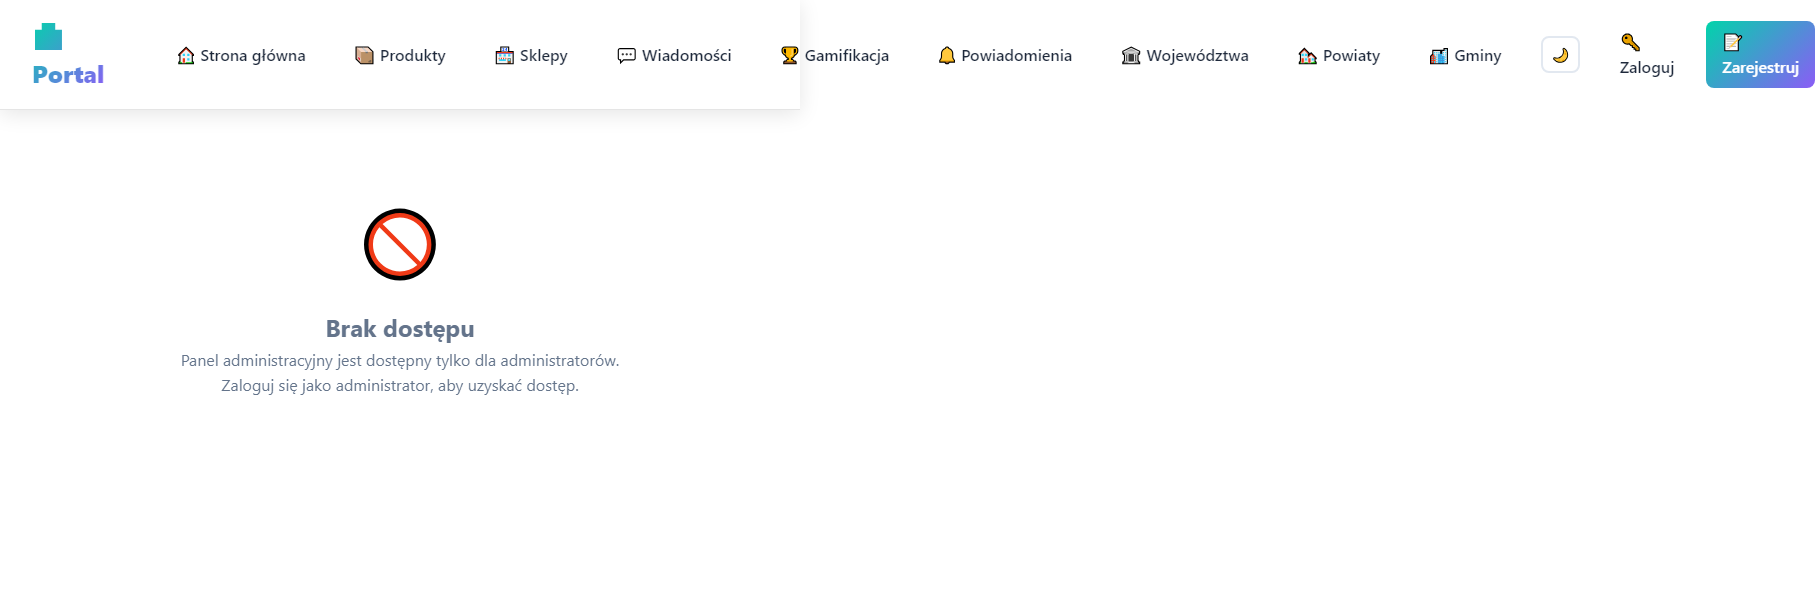 Portal
Strona główna
Produkty
Sklepy
Wiadomości
Gamifikacja
Powiadomienia
Województwa
Powiaty
Gminy
Zaloguj
Zarejestruj
Brak dostępu
Panel administracyjny jest dostępny tylko dla administratorów.
Zaloguj się jako administrator, aby uzyskać dostęp.